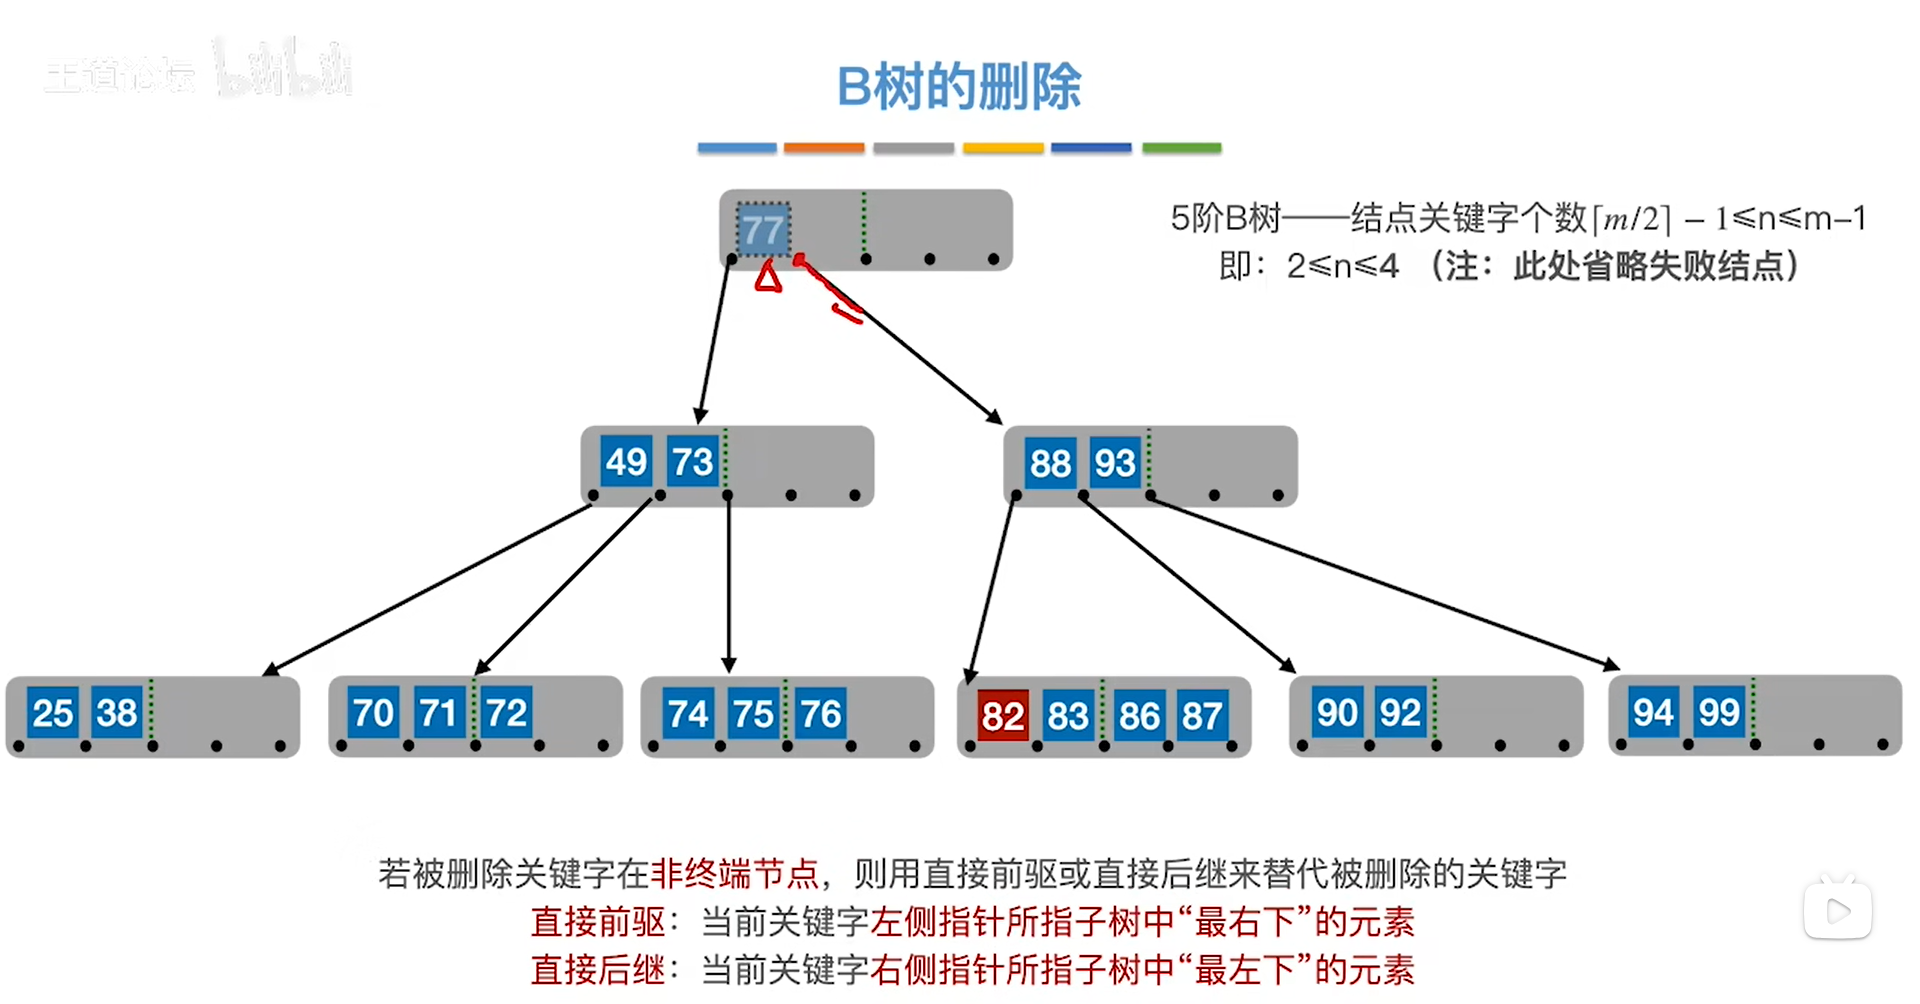 王道论坛 bilibili
B树的删除
77
5阶B树——结点关键字个数⌈m/2⌉ − 1≤n≤m–1
即：2≤n≤4 （注：此处省略失败结点）
49 73
88 93
25 38
70 71 72
74 75 76
82 83 86 87
90 92
94 99
若被删除关键字在非终端节点，则用直接前驱或直接后继来替代被删除的关键字
直接前驱：当前关键字左侧指针所指子树中“最右下”的元素
直接后继：当前关键字右侧指针所指子树中“最左下”的元素